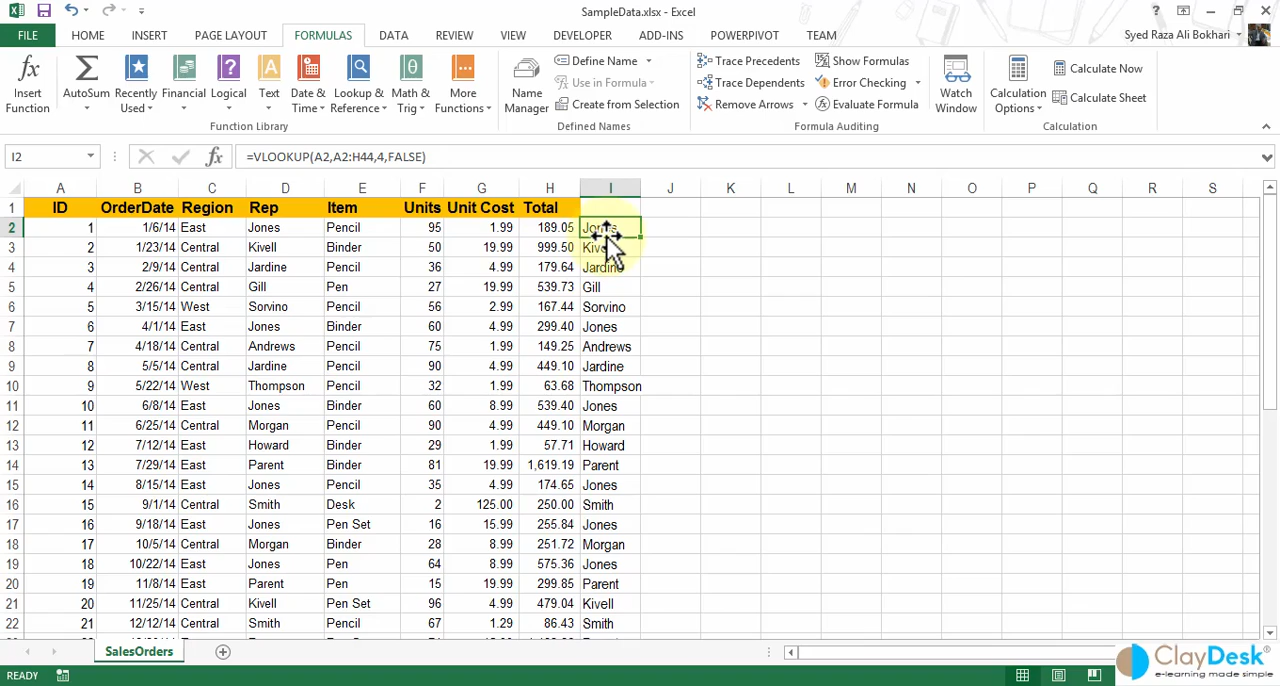 SampleData.xlsx - Excel
?
FILE HOME INSERT PAGE LAYOUT FORMULAS DATA REVIEW VIEW DEVELOPER ADD-INS POWERPIVOT TEAM Syed Raza Ali Bokhari
fx Insert Function
Σ AutoSum
Recently Used
Financial
? Logical
A Text
Date & Time
Lookup & Reference
θ Math & Trig
More Functions
Function Library
Name Manager
Define Name
Use in Formula
Create from Selection
Defined Names
Trace Precedents
Trace Dependents
Remove Arrows
Show Formulas
Error Checking
Evaluate Formula
Formula Auditing
Watch Window
Calculation Options
Calculate Now
Calculate Sheet
Calculation
I2 fx =VLOOKUP(A2,A2:H44,4,FALSE)
A B C D E F G H I J K L M N O P Q R S
1 ID OrderDate Region Rep Item Units Unit Cost Total
2 1 1/6/14 East Jones Pencil 95 1.99 189.05 Jones
3 2 1/23/14 Central Kivell Binder 50 19.99 999.50 Kivell
4 3 2/9/14 Central Jardine Pencil 36 4.99 179.64 Jardine
5 4 2/26/14 Central Gill Pen 27 19.99 539.73 Gill
6 5 3/15/14 West Sorvino Pencil 56 2.99 167.44 Sorvino
7 6 4/1/14 East Jones Binder 60 4.99 299.40 Jones
8 7 4/18/14 Central Andrews Pencil 75 1.99 149.25 Andrews
9 8 5/5/14 Central Jardine Pencil 90 4.99 449.10 Jardine
10 9 5/22/14 West Thompson Pencil 32 1.99 63.68 Thompson
11 10 6/8/14 East Jones Binder 60 8.99 539.40 Jones
12 11 6/25/14 Central Morgan Pencil 90 4.99 449.10 Morgan
13 12 7/12/14 East Howard Binder 29 1.99 57.71 Howard
14 13 7/29/14 East Parent Binder 81 19.99 1,619.19 Parent
15 14 8/15/14 East Jones Pencil 35 4.99 174.65 Jones
16 15 9/1/14 Central Smith Desk 2 125.00 250.00 Smith
17 16 9/18/14 East Jones Pen Set 16 15.99 255.84 Jones
18 17 10/5/14 Central Morgan Binder 28 8.99 251.72 Morgan
19 18 10/22/14 East Jones Pen 64 8.99 575.36 Jones
20 19 11/8/14 East Parent Pen 15 19.99 299.85 Parent
21 20 11/25/14 Central Kivell Pen Set 96 4.99 479.04 Kivell
22 21 12/12/14 Central Smith Pencil 67 1.29 86.43 Smith
SalesOrders
READY
ClayDesk®
e-learning made simple